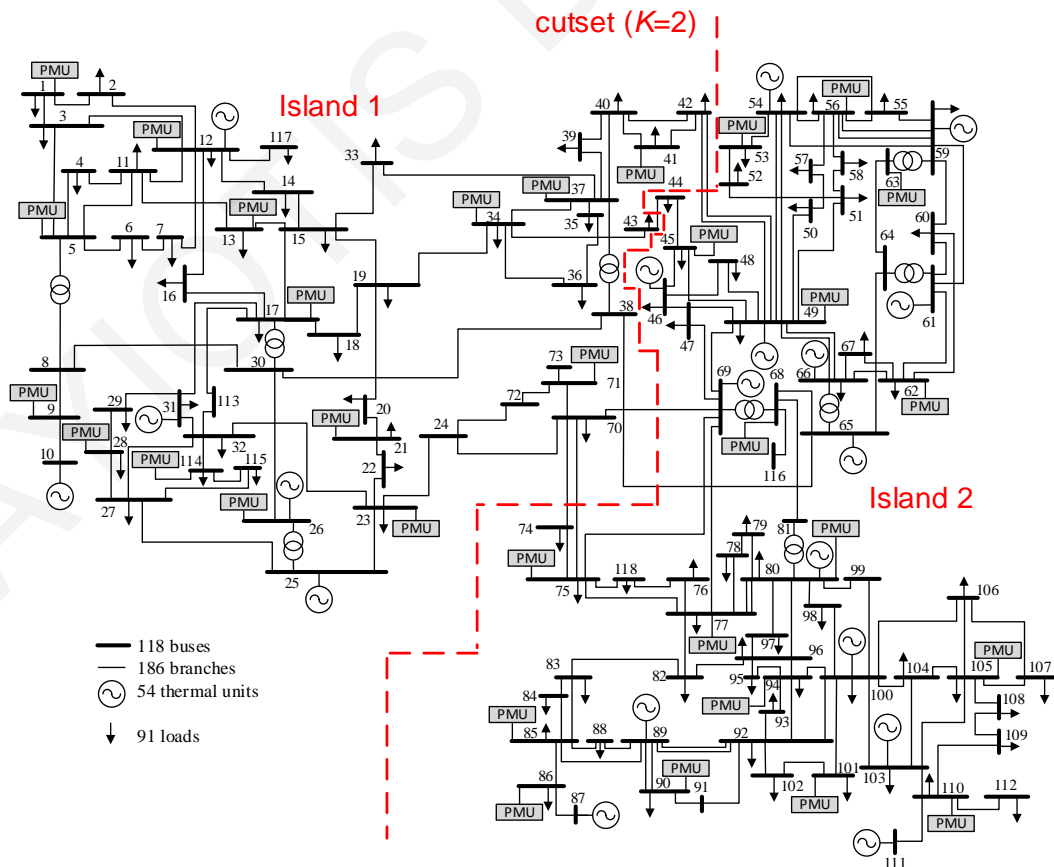 AXIOTIS
cutset (K=2)
Island 1
PMU 1 2 3 4 11 PMU 12 117 14 PMU 5 6 7 PMU 13 15 33
40 42 39 PMU 41 PMU 37 35 PMU 34 43 44 45 PMU
54 PMU 53 52 PMU 56 55 59 57 58 51 50 63 PMU 60 64 61
16 PMU 17 18 19 36 38 46 47 48 PMU 49
8 30 PMU 9 10 29 31 113 PMU 28 32 PMU 114 115 27 PMU 26 25
20 PMU 21 22 23 PMU 24 72 73 PMU 71 70
69 68 PMU 116 66 67 62 PMU 65
Island 2
74 PMU 75 118 76 77 PMU 78 79 80 81 PMU 99 98 97 96 95 94 PMU 93
82 83 84 PMU 85 88 89 92 PMU 90 91 86 PMU 87
100 101 PMU 102 103 104 105 PMU 106 107 108 109 110 PMU 111 112
118 buses
186 branches
54 thermal units
91 loads